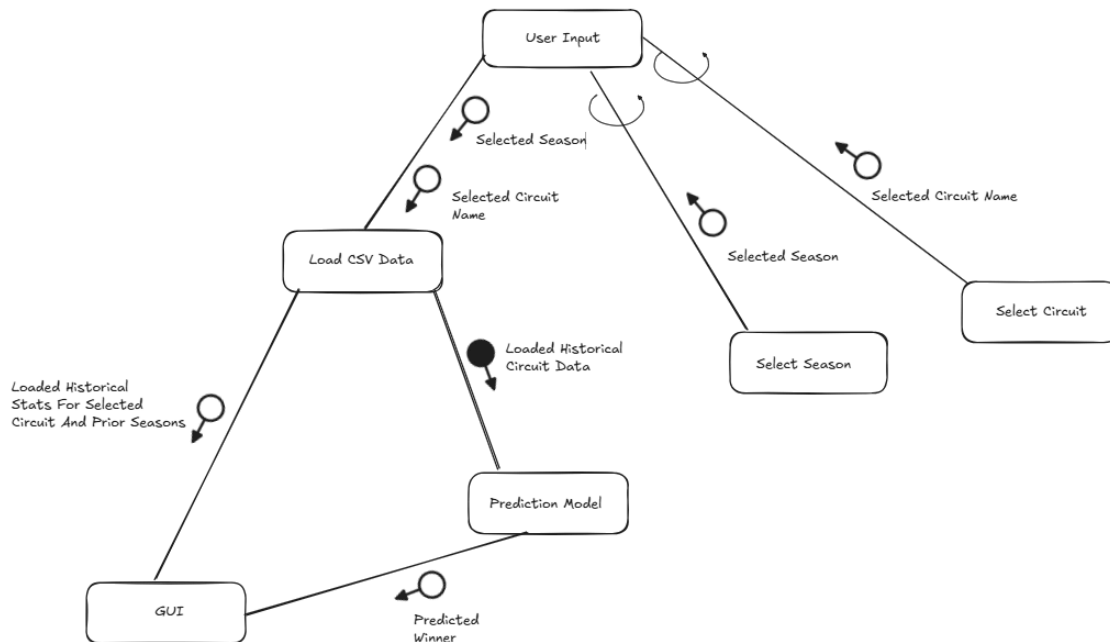 User Input
Selected Season
Selected Circuit
Name
Selected Circuit Name
Selected Season
Load CSV Data
Select Circuit
Loaded Historical
Circuit Data
Select Season
Loaded Historical
Stats For Selected
Circuit And Prior Seasons
Prediction Model
GUI
Predicted
Winner